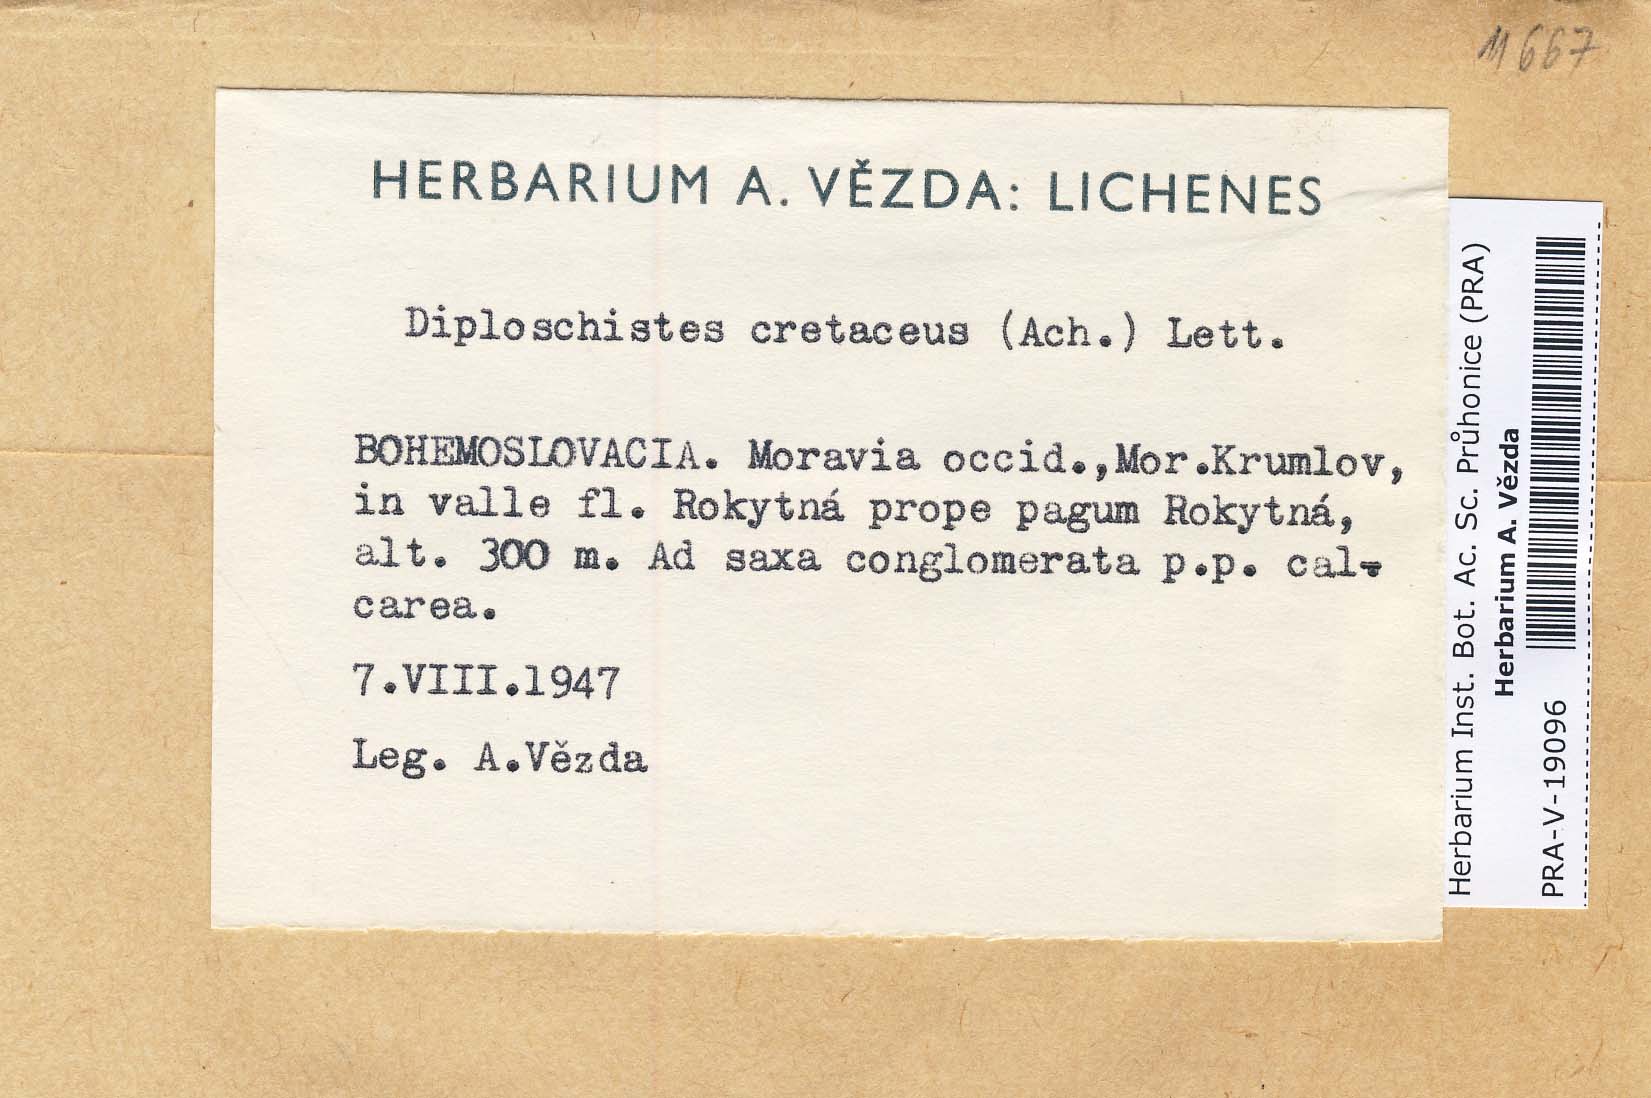 M 667
HERBARIUM A. VĚZDA: LICHENES
Diploschistes cretaceus (Ach.) Lett.
BOHEMOSLOVACIA. Moravia occid.,Mor.Krumlov,
in valle fl. Rokytná prope pagum Rokytná,
alt. 300 m. Ad saxa conglomerata p.p. cal-
carea.
7.VIII.1947
Leg. A.Vězda
Herbarium Inst. Bot. Ac. Sc. Průhonice (PRA)
Herbarium A. Vězda
PRA-V-19096